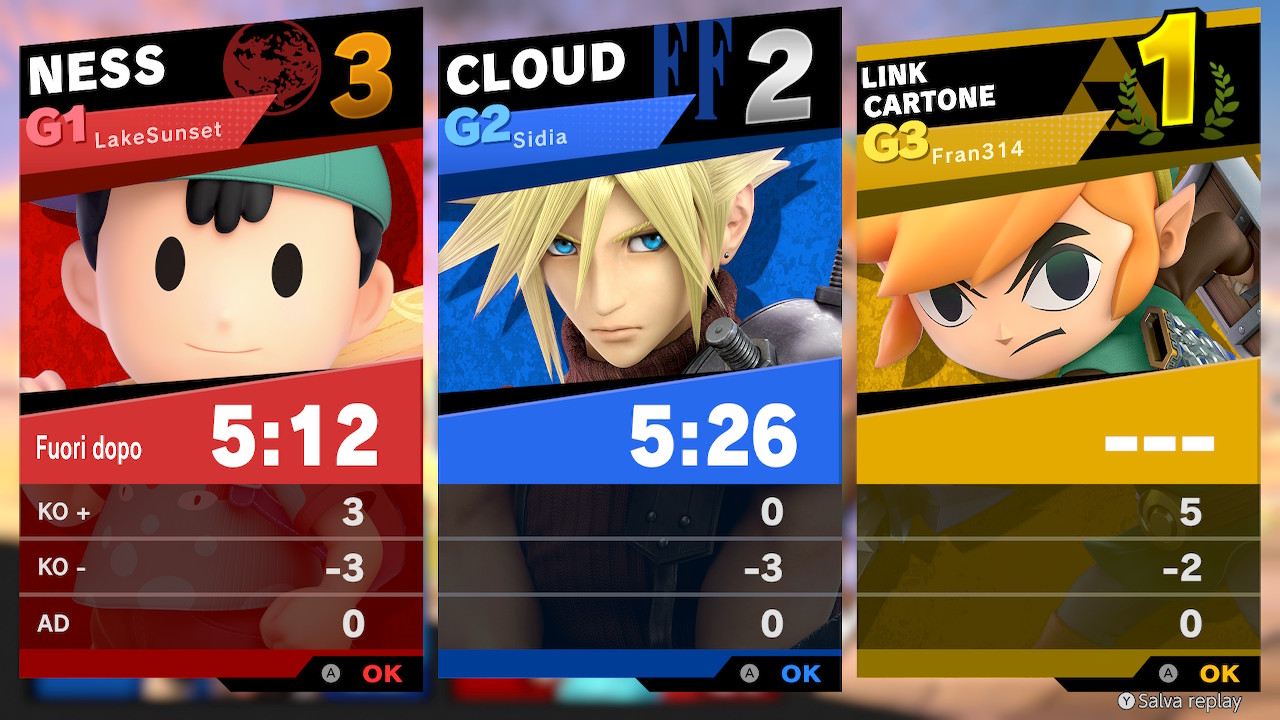 NESS 3
G1 LakeSunset
Fuori dopo 5:12
KO + 3
KO - -3
AD 0
A OK
CLOUD FF 2
G2 Sidia
5:26
0
-3
0
A OK
LINK
CARTONE 1
G3 Fran314
---
5
-2
0
A OK
Y Salva replay